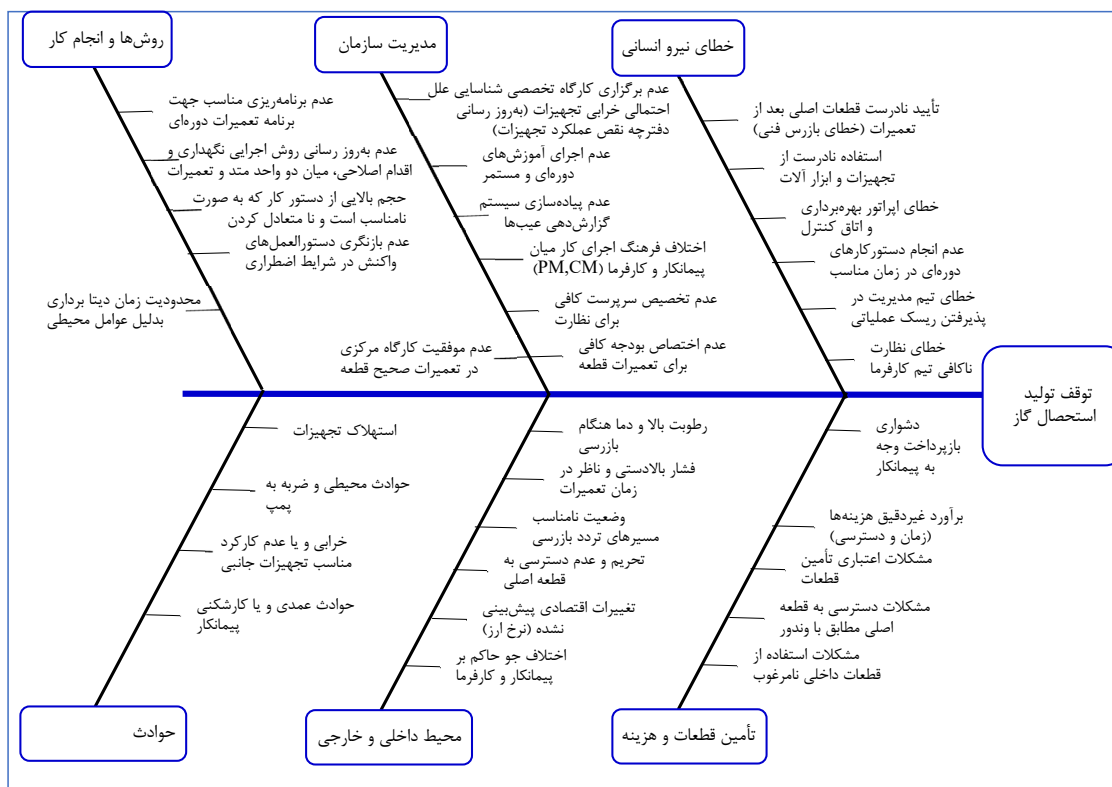 خطای نیرو انسانی
مدیریت سازمان
روش‌ها و انجام کار
تأیید نادرست قطعات اصلی بعد از
تعمیرات (خطای بازرس فنی)
استفاده نادرست از
تجهیزات و ابزار آلات
خطای اپراتور بهره‌برداری
و اتاق کنترل
عدم انجام دستورکارهای
دوره‌ای در زمان مناسب
خطای تیم مدیریت در
پذیرفتن ریسک عملیاتی
خطای نظارت
ناکافی تیم کارفرما
عدم برگزاری کارگاه تخصصی شناسایی علل
احتمالی خرابی تجهیزات (به‌روز رسانی
دفترچه نقص عملکرد تجهیزات)
عدم اجرای آموزش‌های
دوره‌ای و مستمر
عدم پیاده‌سازی سیستم
گزارش‌دهی عیب‌ها
اختلاف فرهنگ اجرای کار میان
پیمانکار و کارفرما (PM,CM)
عدم تخصیص سرپرست کافی
برای نظارت
عدم اختصاص بودجه کافی
برای تعمیرات قطعه
عدم موفقیت کارگاه مرکزی
در تعمیرات صحیح قطعه
عدم برنامه‌ریزی مناسب جهت
برنامه تعمیرات دوره‌ای
عدم به‌روز رسانی روش اجرایی نگهداری و
اقدام اصلاحی، میان دو واحد متد و تعمیرات
حجم بالایی از دستور کار که به صورت
نامناسب است و نا متعادل کردن
عدم بازنگری دستورالعمل‌های
واکنش در شرایط اضطراری
محدودیت زمان دیتا برداری
بدلیل عوامل محیطی
توقف تولید
استحصال گاز
دشواری
بازپرداخت وجه
به پیمانکار
برآورد غیردقیق هزینه‌ها
(زمان و دسترسی)
مشکلات اعتباری تأمین
قطعات
مشکلات دسترسی به قطعه
اصلی مطابق با وندور
مشکلات استفاده از
قطعات داخلی نامرغوب
رطوبت بالا و دما هنگام
بازرسی
فشار بالادستی و ناظر در
زمان تعمیرات
وضعیت نامناسب
مسیرهای تردد بازرسی
تحریم و عدم دسترسی به
قطعه اصلی
تغییرات اقتصادی پیش‌بینی
نشده (نرخ ارز)
اختلاف جو حاکم بر
پیمانکار و کارفرما
استهلاک تجهیزات
حوادث محیطی و ضربه به
پمپ
خرابی و یا عدم کارکرد
مناسب تجهیزات جانبی
حوادث عمدی و یا کارشکنی
پیمانکار
تأمین قطعات و هزینه
محیط داخلی و خارجی
حوادث